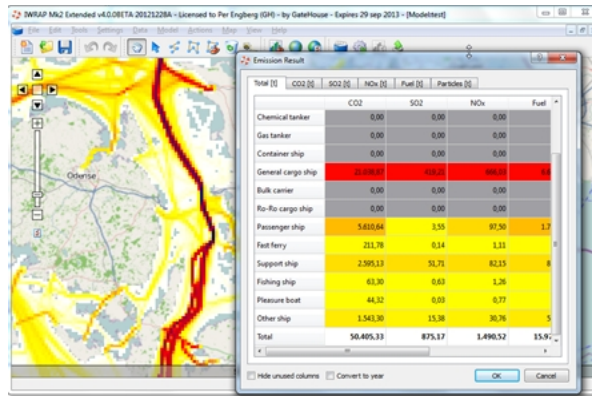 IWRAP Mk2 Extended v4.0.0BETA 20121228A - Licensed to Per Engberg (GH) - by GateHouse - Expires 29 sep 2013 - [Modeltest]
File Edit Tools Settings Data Model Actions Map View Help
Odense
Emission Result
Total [t] CO2 [t] SO2 [t] NOx [t] Fuel [t] Particles [t]
CO2 SO2 NOx Fuel
Chemical tanker 0,00 0,00 0,00
Gas tanker 0,00 0,00 0,00
Container ship 0,00 0,00 0,00
General cargo ship
Bulk carrier 0,00 0,00 0,00
Ro-Ro cargo ship 0,00 0,00 0,00
Passenger ship 5.610,64 3,55 97,50 1.7
Fast ferry 211,78 0,14 1,11
Support ship 2.595,13 51,71 82,15 8
Fishing ship 63,30 0,63 1,26
Pleasure boat 44,32 0,03 0,77
Other ship 1.543,30 15,38 30,76 5
Total 50.405,33 875,17 1.490,52 15.97
Hide unused columns Convert to year OK Cancel